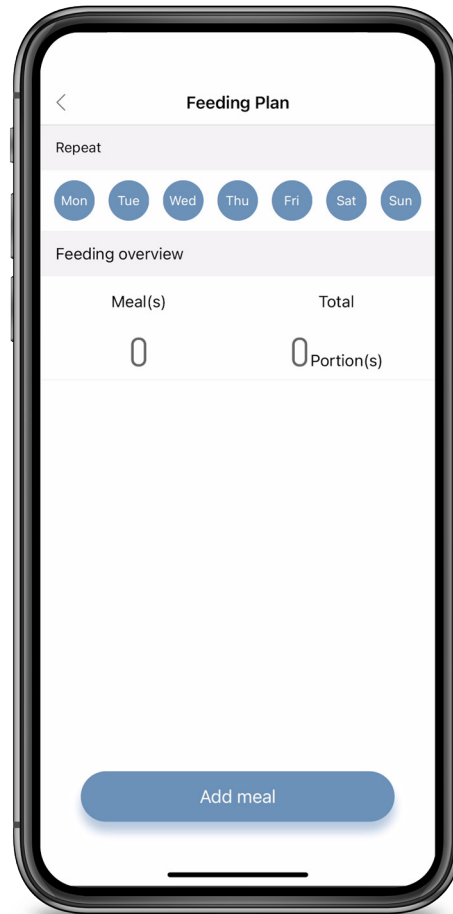 Feeding Plan
Repeat
Mon Tue Wed Thu Fri Sat Sun
Feeding overview
Meal(s) Total
0 0 Portion(s)
Add meal